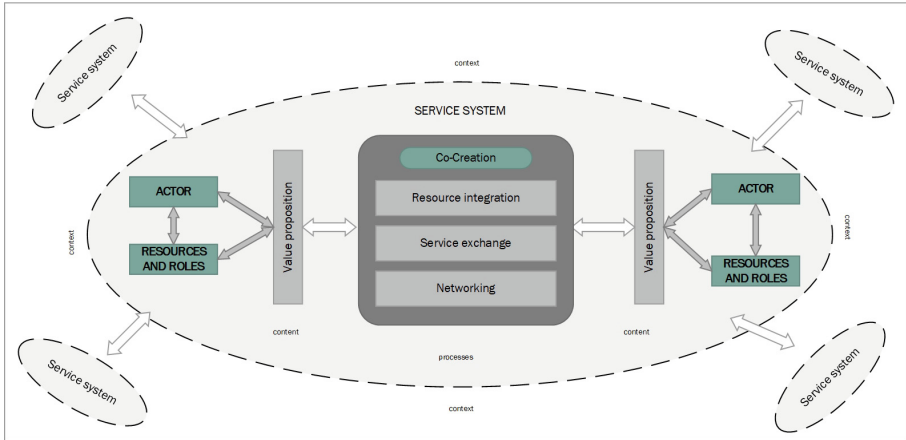 context
Service system
Service system
SERVICE SYSTEM
Co-Creation
ACTOR
Value proposition
Resource integration
Value proposition
ACTOR
context
Service exchange
context
RESOURCES
AND ROLES
Networking
RESOURCES
AND ROLES
content
content
processes
Service system
Service system
context